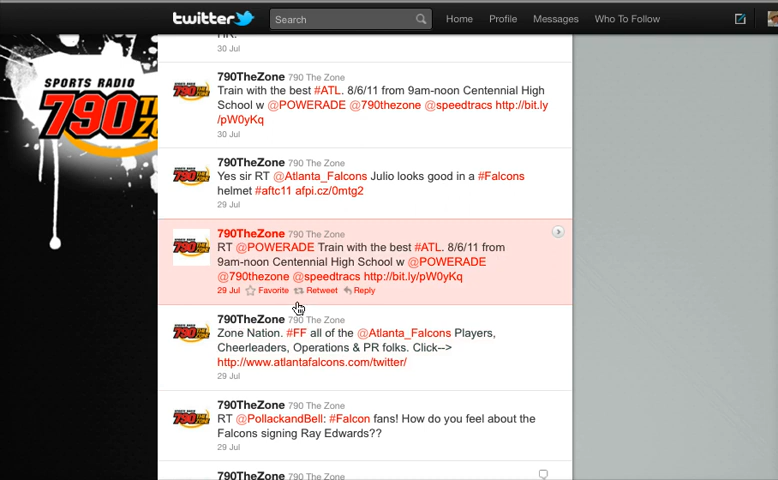 twitter
Search
Home
Profile
Messages
Who To Follow
HR.
30 Jul
SPORTS RADIO
790 THE
790TheZone 790 The Zone
Train with the best #ATL. 8/6/11 from 9am-noon Centennial High
School w @POWERADE @790thezone @speedtracs http://bit.ly
/pW0yKq
30 Jul
790TheZone 790 The Zone
Yes sir RT @Atlanta_Falcons Julio looks good in a #Falcons
helmet #aftc11 afpi.cz/0mtg2
29 Jul
790TheZone 790 The Zone
RT @POWERADE Train with the best #ATL. 8/6/11 from
9am-noon Centennial High School w @POWERADE
@790thezone @speedtracs http://bit.ly/pW0yKq
29 Jul Favorite Retweet Reply
790TheZone 790 The Zone
Zone Nation. #FF all of the @Atlanta_Falcons Players,
Cheerleaders, Operations & PR folks. Click-->
http://www.atlantafalcons.com/twitter/
29 Jul
790TheZone 790 The Zone
RT @PollackandBell: #Falcon fans! How do you feel about the
Falcons signing Ray Edwards??
29 Jul
790TheZone 790 The Zone